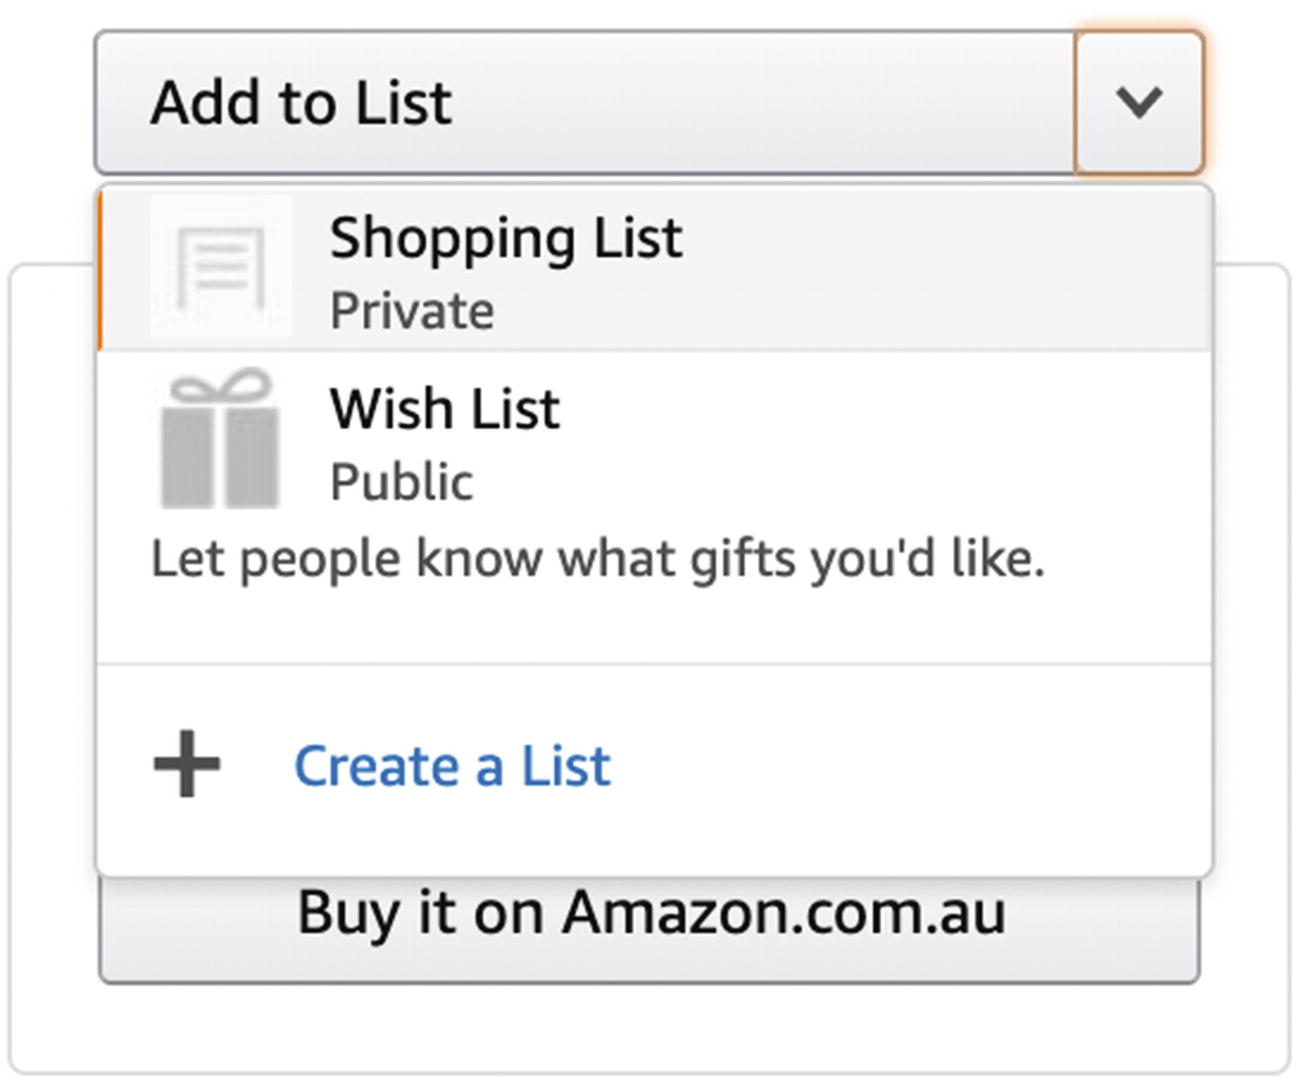 Add to List
Shopping List
Private
Wish List
Public
Let people know what gifts you'd like.
Create a List
Buy it on Amazon.com.au